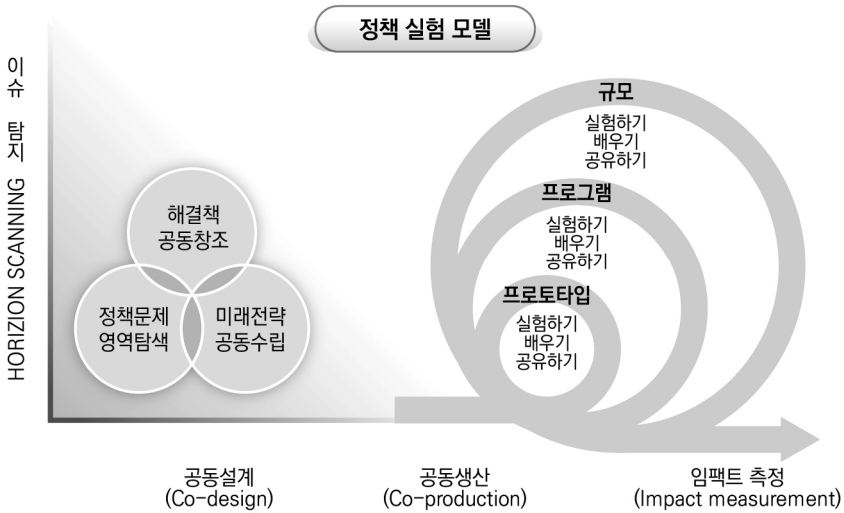 정책 실험 모델
이슈 탐지 HORIZION SCANNING
해결책
공동창조
정책문제
영역탐색
미래전략
공동수립
규모
실험하기
배우기
공유하기
프로그램
실험하기
배우기
공유하기
프로토타입
실험하기
배우기
공유하기
공동설계
(Co-design)
공동생산
(Co-production)
임팩트 측정
(Impact measurement)